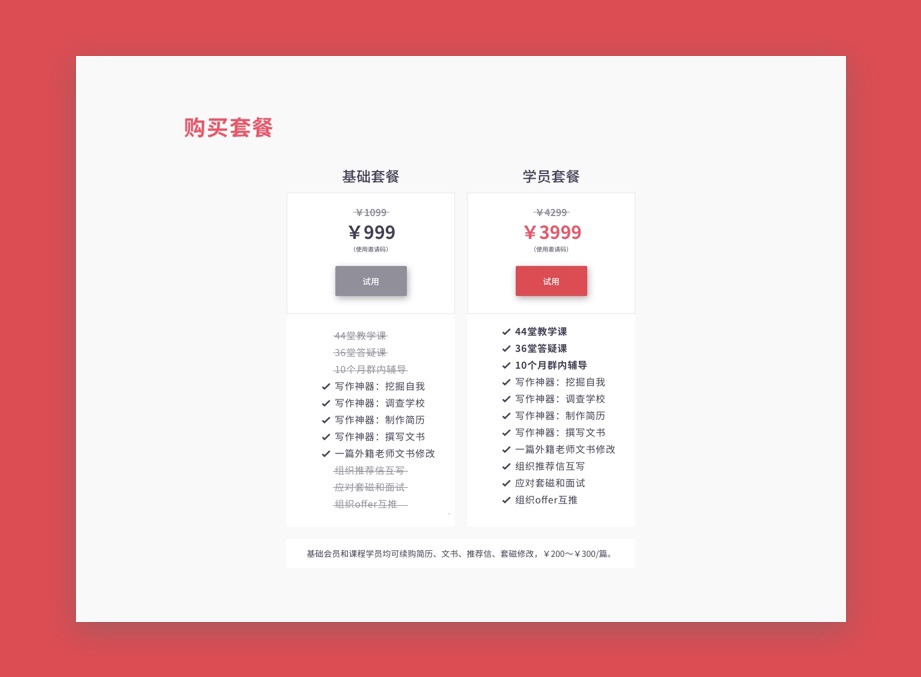 购买套餐
基础套餐
￥1099
￥999
（使用邀请码）
试用
44堂教学课
36堂答疑课
10个月群内辅导
写作神器：挖掘自我
写作神器：调查学校
写作神器：制作简历
写作神器：撰写文书
一篇外籍老师文书修改
组织推荐信互写
应对套磁和面试
组织offer互推
学员套餐
￥4299
￥3999
（使用邀请码）
试用
44堂教学课
36堂答疑课
10个月群内辅导
写作神器：挖掘自我
写作神器：调查学校
写作神器：制作简历
写作神器：撰写文书
一篇外籍老师文书修改
组织推荐信互写
应对套磁和面试
组织offer互推
基础会员和课程学员均可续购简历、文书、推荐信、套磁修改，￥200～￥300/篇。